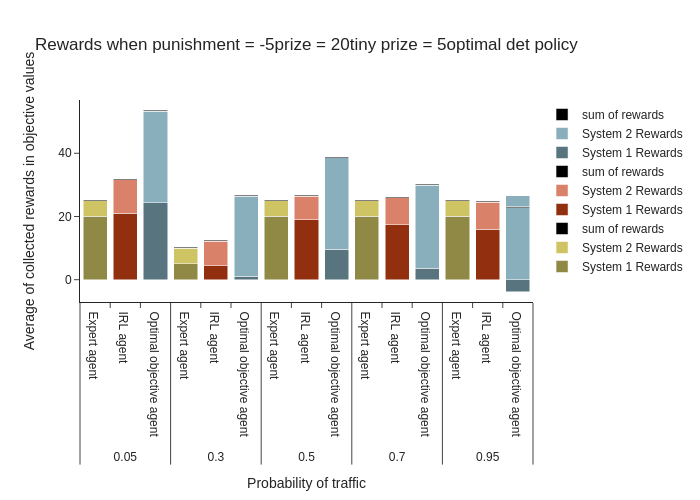 Rewards when punishment = -5prize = 20tiny prize = 5optimal det policy
Average of collected rewards in objective values
40
20
0
sum of rewards
System 2 Rewards
System 1 Rewards
sum of rewards
System 2 Rewards
System 1 Rewards
sum of rewards
System 2 Rewards
System 1 Rewards
Expert agent
IRL agent
Optimal objective agent
Expert agent
IRL agent
Optimal objective agent
Expert agent
IRL agent
Optimal objective agent
Expert agent
IRL agent
Optimal objective agent
Expert agent
IRL agent
Optimal objective agent
0.05
0.3
0.5
0.7
0.95
Probability of traffic